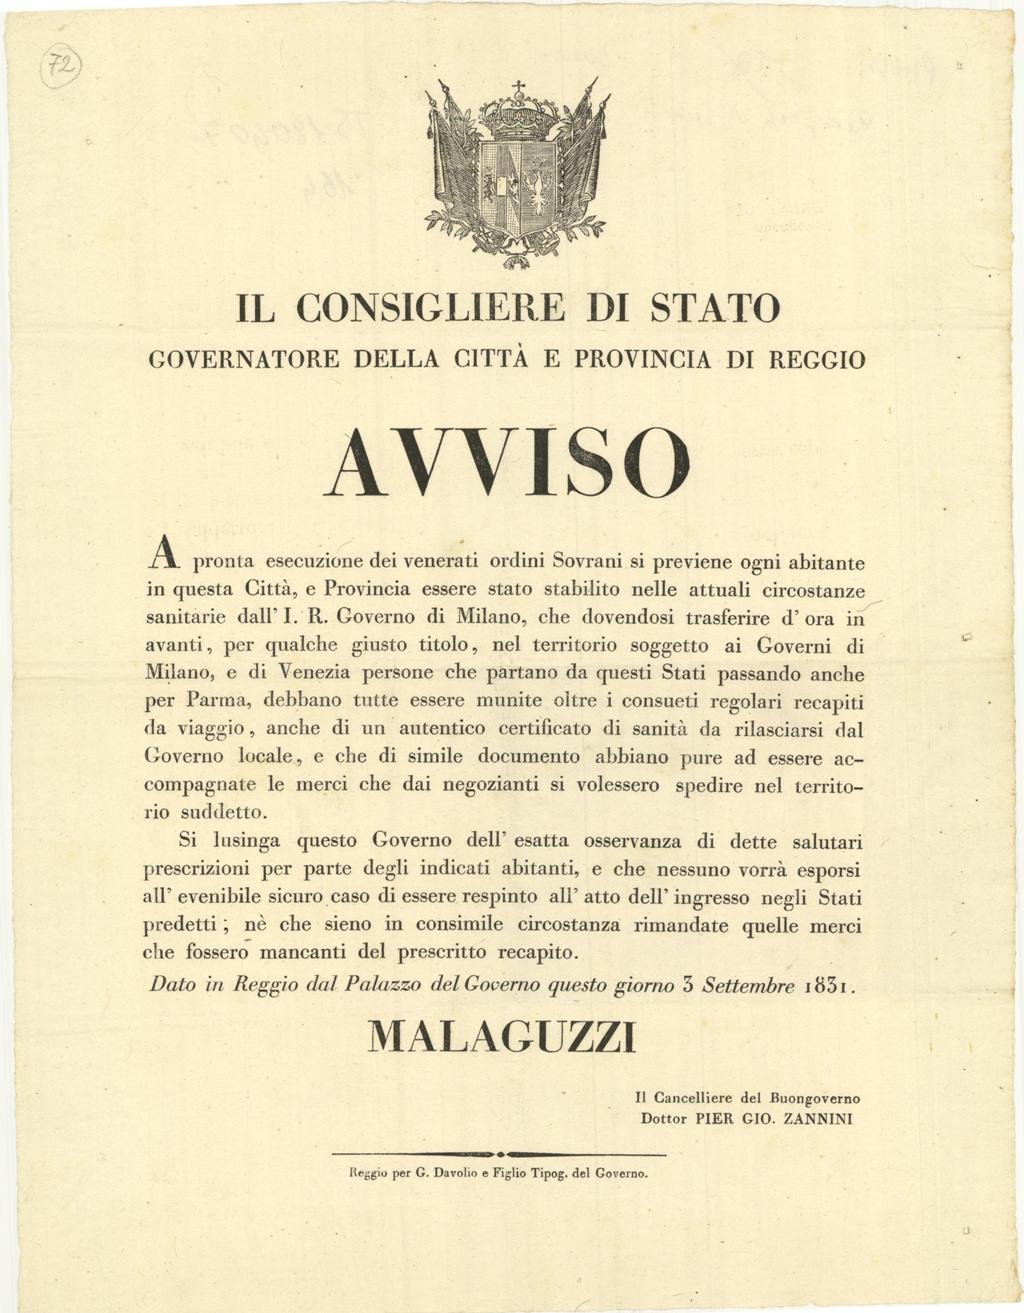 72
IL CONSIGLIERE DI STATO
GOVERNATORE DELLA CITTÀ E PROVINCIA DI REGGIO
AVVISO
A pronta esecuzione dei venerati ordini Sovrani si previene ogni abitante
in questa Città, e Provincia essere stato stabilito nelle attuali circostanze
sanitarie dall' I. R. Governo di Milano, che dovendosi trasferire d' ora in
avanti, per qualche giusto titolo, nel territorio soggetto ai Governi di
Milano, e di Venezia persone che partano da questi Stati passando anche
per Parma, debbano tutte essere munite oltre i consueti regolari recapiti
da viaggio, anche di un autentico certificato di sanità da rilasciarsi dal
Governo locale, e che di simile documento abbiano pure ad essere ac-
compagnate le merci che dai negozianti si volessero spedire nel territo-
rio suddetto.
Si lusinga questo Governo dell' esatta osservanza di dette salutari
prescrizioni per parte degli indicati abitanti, e che nessuno vorrà esporsi
all' evenibile sicuro caso di essere respinto all' atto dell' ingresso negli Stati
predetti; nè che sieno in consimile circostanza rimandate quelle merci
che fossero mancanti del prescritto recapito.
Dato in Reggio dal Palazzo del Governo questo giorno 3 Settembre 1831.
MALAGUZZI
Il Cancelliere del Buongoverno
Dottor PIER GIO. ZANNINI
Reggio per G. Davolio e Figlio Tipog. del Governo.